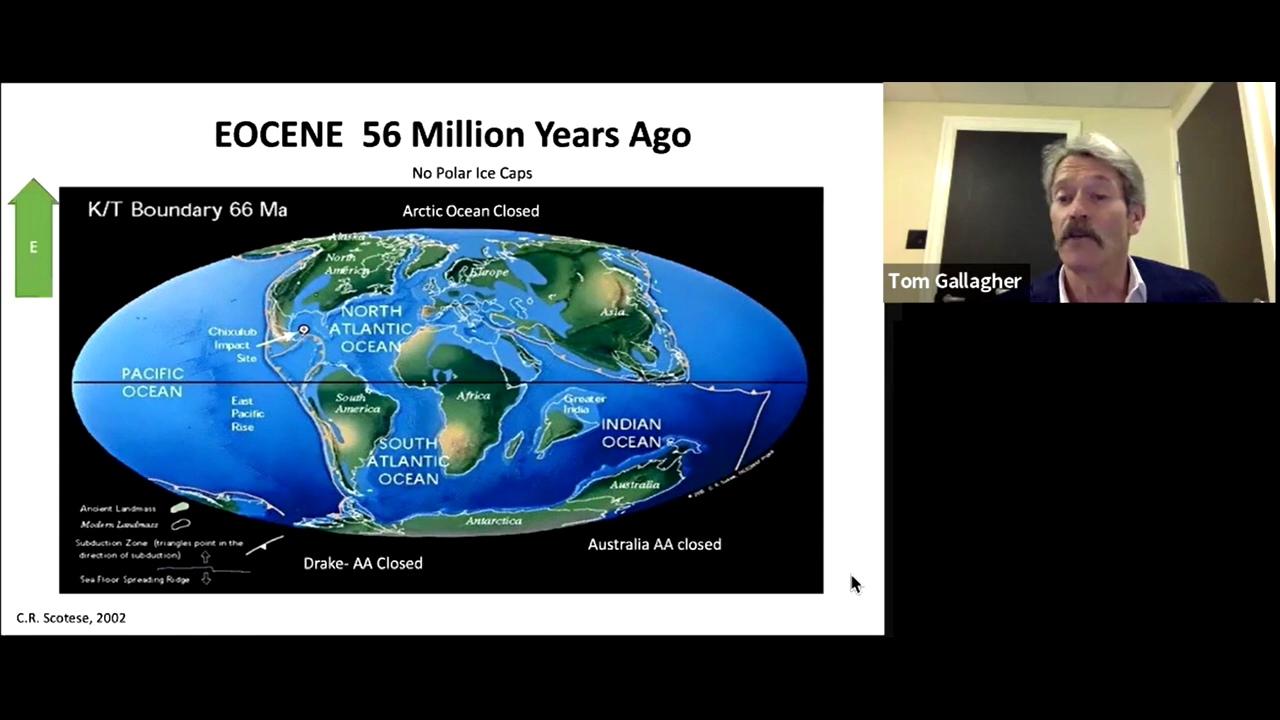 EOCENE  56 Million Years Ago
No Polar Ice Caps
E
K/T Boundary 66 Ma
Arctic Ocean Closed
Alaska
North
America
Europe
Asia
NORTH
ATLANTIC
OCEAN
Chixulub
Impact
Site
PACIFIC
OCEAN
East
Pacific
Rise
South
America
Africa
Greater
India
INDIAN
OCEAN
SOUTH
ATLANTIC
OCEAN
Australia
Antarctica
Ancient Landmass
Modern Landmass
Subduction Zone (triangles point in the
direction of subduction)
Sea Floor Spreading Ridge
Drake- AA Closed
Australia AA closed
C.R. Scotese, 2002
Tom Gallagher